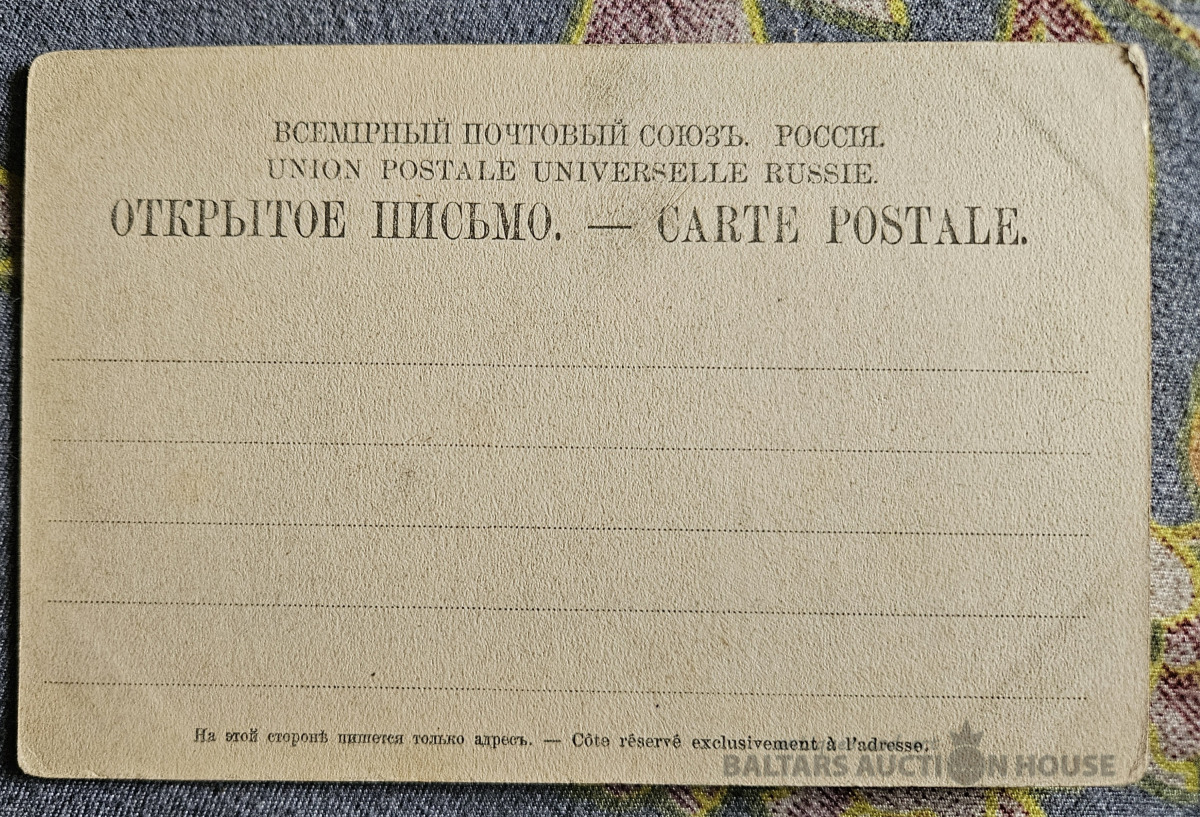 ВСЕМІРНЫЙ ПОЧТОВЫЙ СОЮЗЪ. РОССІЯ.
UNION POSTALE UNIVERSELLE RUSSIE.
ОТКРЫТОЕ ПИСЬМО. — CARTE POSTALE.
На этой сторонѣ пишется только адресъ. — Côte réservé exclusivement à l'adresse.
BALTARS AUCTION HOUSE